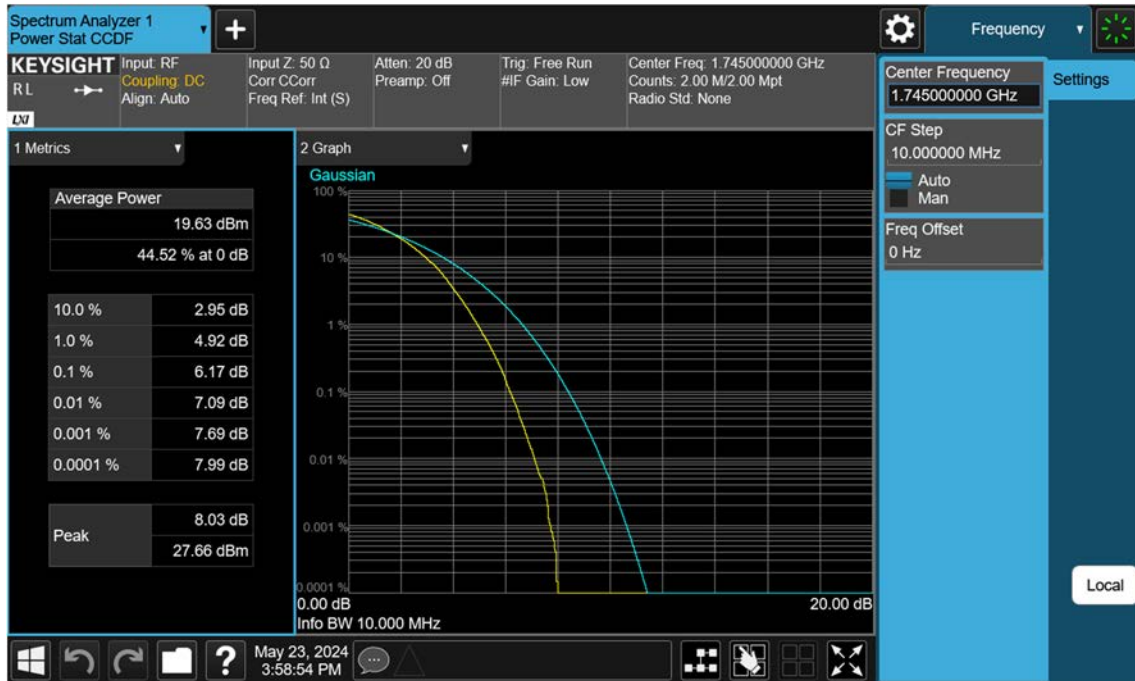 Spectrum Analyzer 1
Power Stat CCDF
Frequency
KEYSIGHT
R L
LXI
Input: RF
Coupling: DC
Align: Auto
Input Z: 50 Ω
Corr CCorr
Freq Ref: Int (S)
Atten: 20 dB
Preamp: Off
Trig: Free Run
#IF Gain: Low
Center Freq: 1.745000000 GHz
Counts: 2.00 M/2.00 Mpt
Radio Std: None
Center Frequency
1.745000000 GHz
Settings
CF Step
10.000000 MHz
Auto
Man
Freq Offset
0 Hz
1 Metrics
Average Power
19.63 dBm
44.52 % at 0 dB
10.0 % 2.95 dB
1.0 % 4.92 dB
0.1 % 6.17 dB
0.01 % 7.09 dB
0.001 % 7.69 dB
0.0001 % 7.99 dB
Peak 8.03 dB
27.66 dBm
2 Graph
Gaussian
100 %
10 %
1 %
0.1 %
0.01 %
0.001 %
0.0001 %
0.00 dB 20.00 dB
Info BW 10.000 MHz
Local
?
May 23, 2024
3:58:54 PM